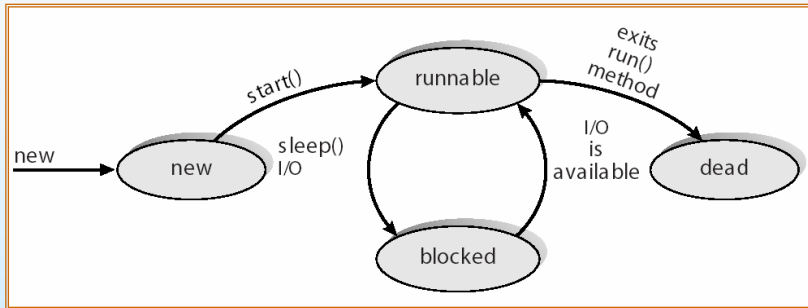 new
new
start()
sleep()
I/O
runnable
blocked
I/O
is
available
exits
run()
method
dead